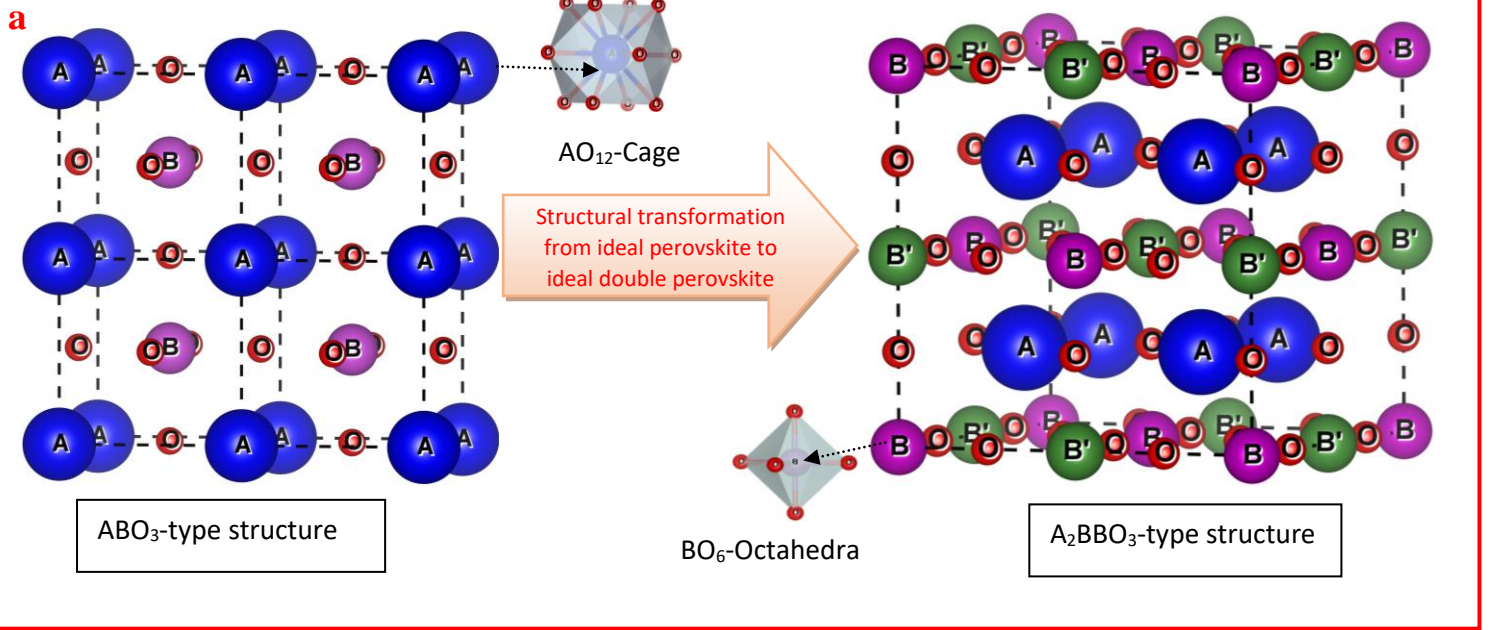 a
A A O A A O A A
O O B O O B O
A A O A A O A A
O O B O O B O
A A O A A O A A
ABO₃-type structure
O O O O
O A O O
O O O O
AO₁₂-Cage
Structural transformation
from ideal perovskite to
ideal double perovskite
O
O O B O
O
BO₆-Octahedra
B O B' O O B B' O B O O B' B O B' O B
O O A O A O A O A O O
B' O B O O B' B O B' O O B B' O B O B'
O O A O A O A O A O O
B O B' O O B B' O B O O B' B O B' O B
A₂BBO₃-type structure